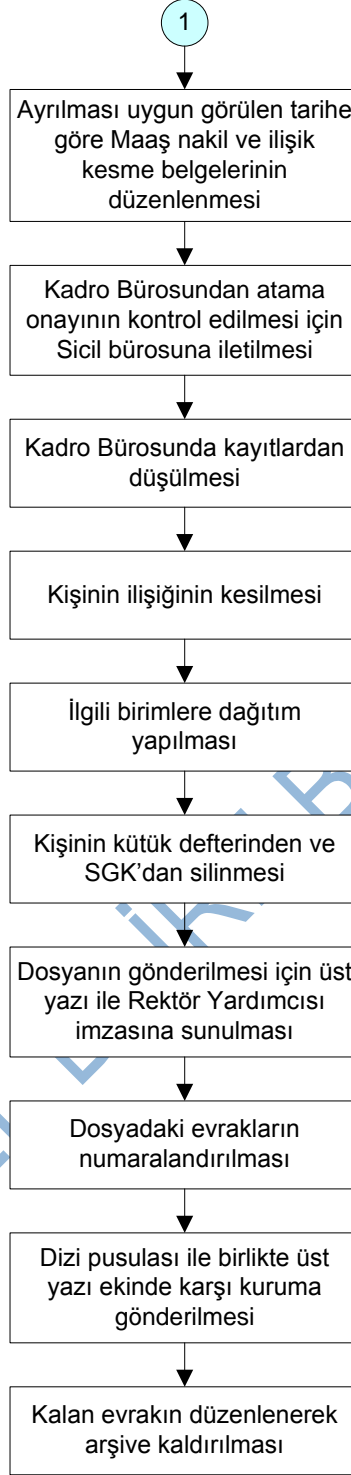 1
Ayrılması uygun görülen tarihe
göre Maaş nakil ve ilişik
kesme belgelerinin
düzenlenmesi
Kadro Bürosundan atama
onayının kontrol edilmesi için
Sicil bürosuna iletilmesi
Kadro Bürosunda kayıtlardan
düşülmesi
Kişinin ilişiğinin kesilmesi
İlgili birimlere dağıtım
yapılması
Kişinin kütük defterinden ve
SGK’dan silinmesi
Dosyanın gönderilmesi için üst
yazı ile Rektör Yardımcısı
imzasına sunulması
Dosyadaki evrakların
numaralandırılması
Dizi pusulası ile birlikte üst
yazı ekinde karşı kuruma
gönderilmesi
Kalan evrakın düzenlenerek
arşive kaldırılması